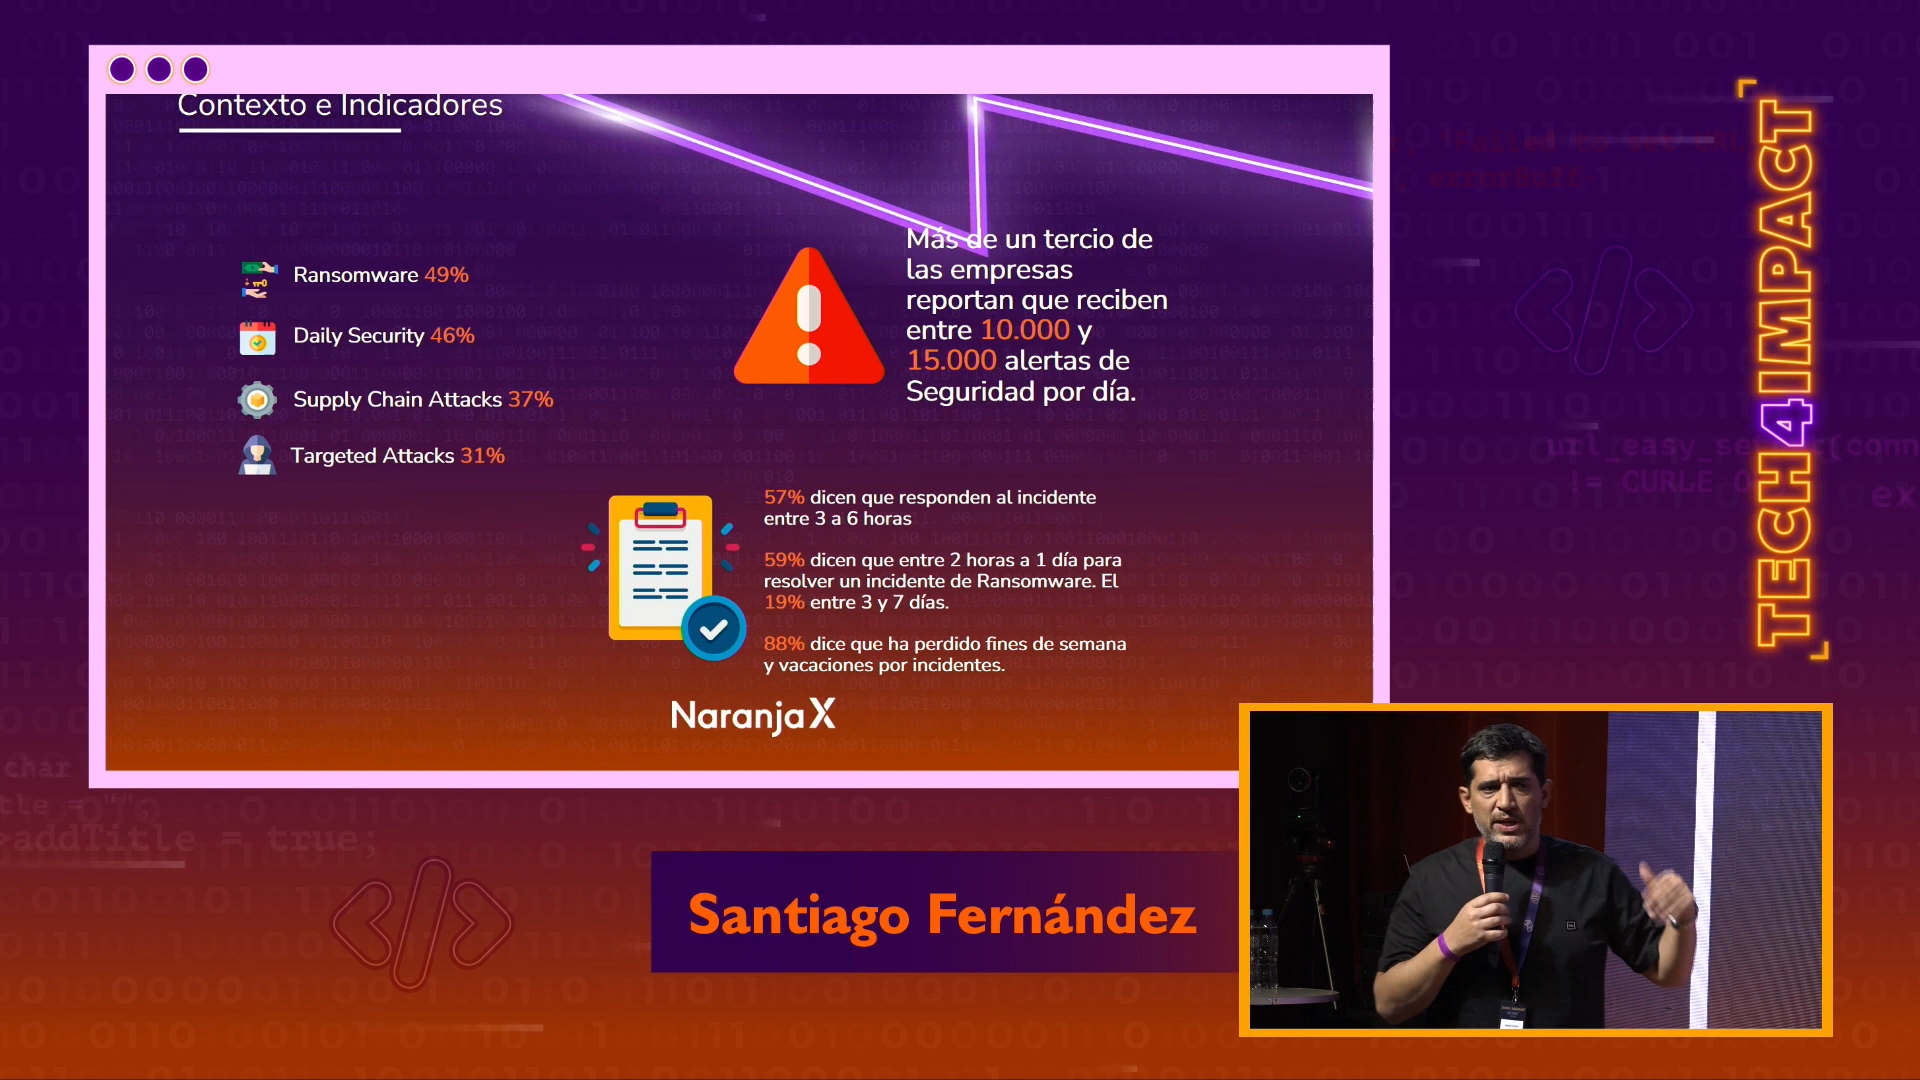 Contexto e Indicadores
Ransomware 49%
Daily Security 46%
Supply Chain Attacks 37%
Targeted Attacks 31%
Más de un tercio de
las empresas
reportan que reciben
entre 10.000 y
15.000 alertas de
Seguridad por día.
57% dicen que responden al incidente
entre 3 a 6 horas
59% dicen que entre 2 horas a 1 día para
resolver un incidente de Ransomware. El
19% entre 3 y 7 días.
88% dice que ha perdido fines de semana
y vacaciones por incidentes.
NaranjaX
TECH4IMPACT
Santiago Fernández
char
>addTitle = true;
!= CURLE